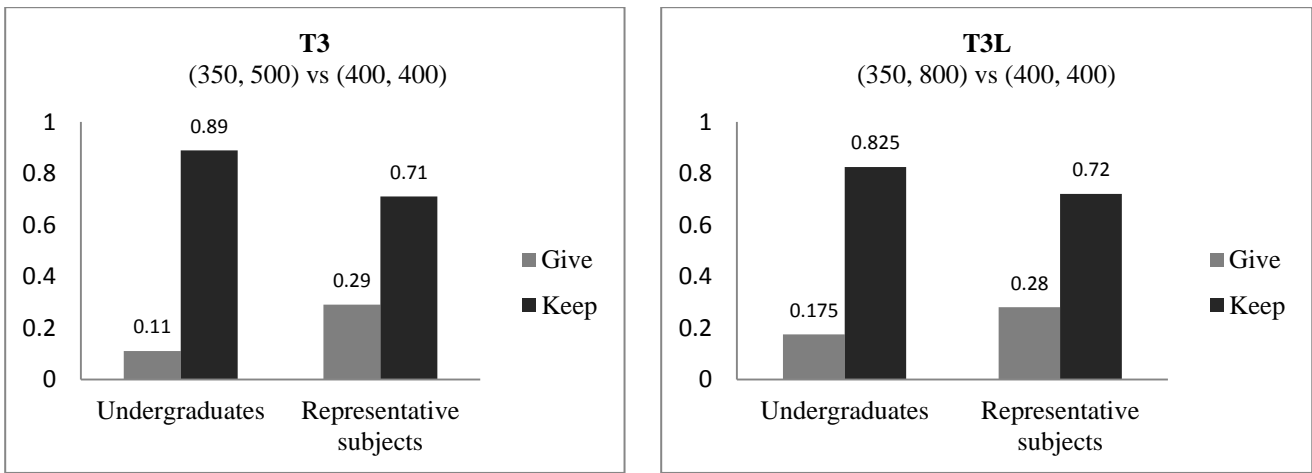 T3
(350, 500) vs (400, 400)
1
0.8
0.6
0.4
0.2
0
0.89
0.71
0.29
0.11
Undergraduates
Representative
subjects
Give
Keep
T3L
(350, 800) vs (400, 400)
1
0.8
0.6
0.4
0.2
0
0.825
0.72
0.28
0.175
Undergraduates
Representative
subjects
Give
Keep